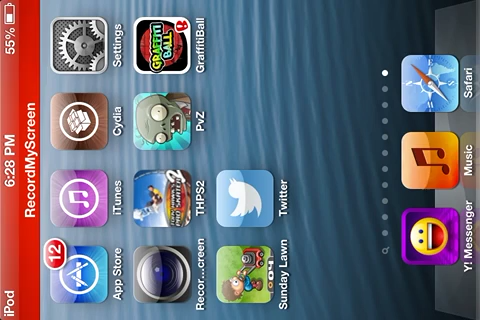 iPod 6:28 PM 55%
RecordMyScreen
12
App Store iTunes Cydia Settings
Recor...creen THPS2 PvZ GraffitiBall
Sunday Lawn Twitter
Y! Messenger Music Safari